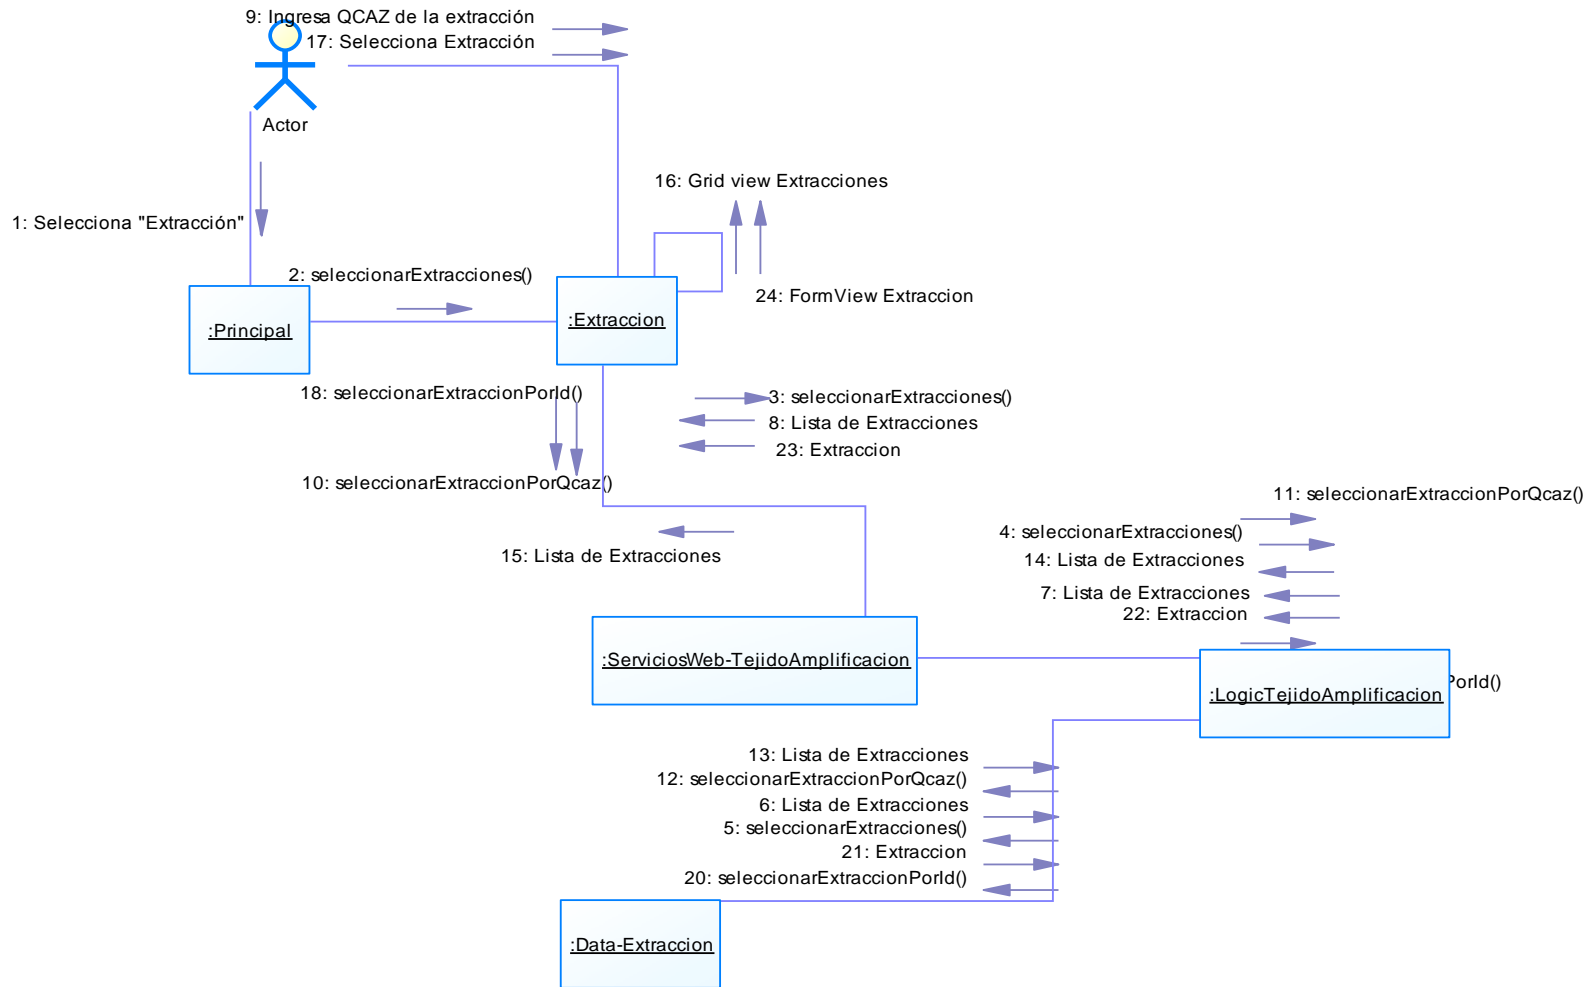 9: Ingresa QCAZ de la extracción
17: Selecciona Extracción
Actor
16: Grid view Extracciones
1: Selecciona "Extracción"
2: seleccionarExtracciones()
24: FormView Extraccion
:Principal
:Extraccion
18: seleccionarExtraccionPorId()
3: seleccionarExtracciones()
8: Lista de Extracciones
23: Extraccion
10: seleccionarExtraccionPorQcaz()
11: seleccionarExtraccionPorQcaz()
4: seleccionarExtracciones()
15: Lista de Extracciones
14: Lista de Extracciones
7: Lista de Extracciones
22: Extraccion
:ServiciosWeb-TejidoAmplificacion
:LogicTejidoAmplificacion
PorId()
13: Lista de Extracciones
12: seleccionarExtraccionPorQcaz()
6: Lista de Extracciones
5: seleccionarExtracciones()
21: Extraccion
20: seleccionarExtraccionPorId()
:Data-Extraccion